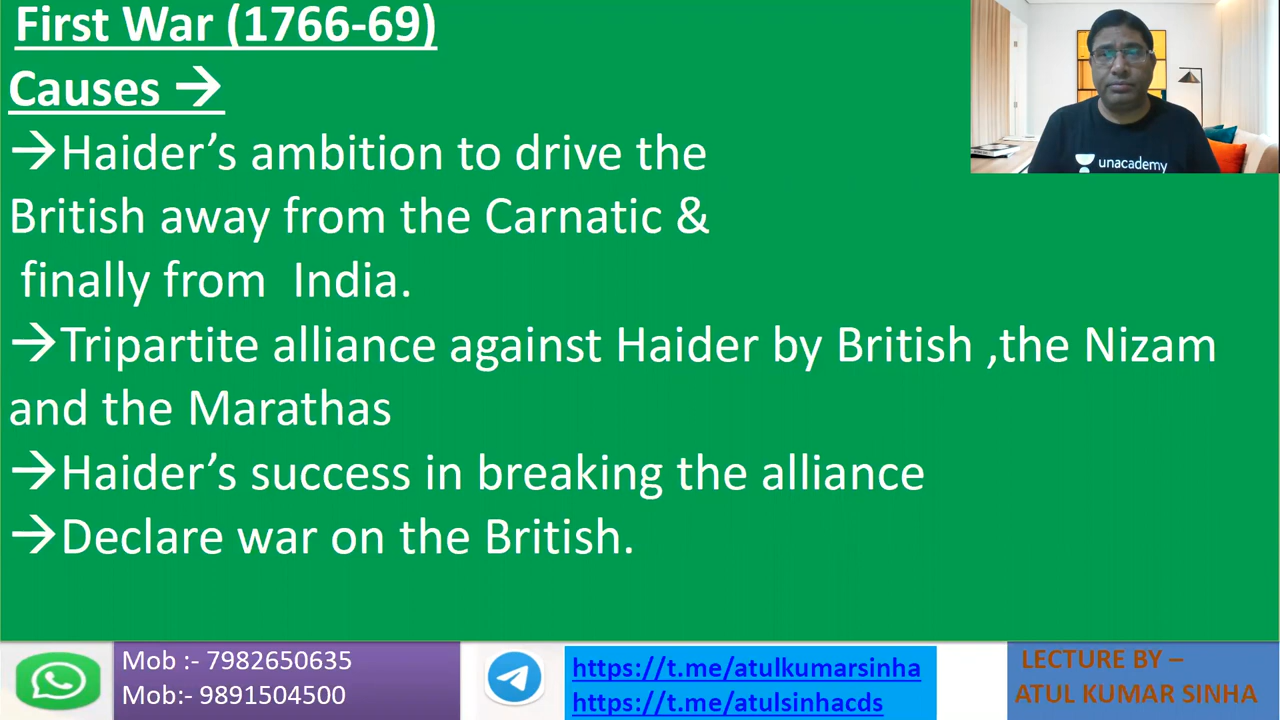 First War (1766-69)
Causes →
→Haider’s ambition to drive the
British away from the Carnatic &
finally from India.
→Tripartite alliance against Haider by British ,the Nizam
and the Marathas
→Haider’s success in breaking the alliance
→Declare war on the British.
unacademy
Mob :- 7982650635
Mob:- 9891504500
https://t.me/atulkumarsinha
https://t.me/atulsinhacds
LECTURE BY –
ATUL KUMAR SINHA